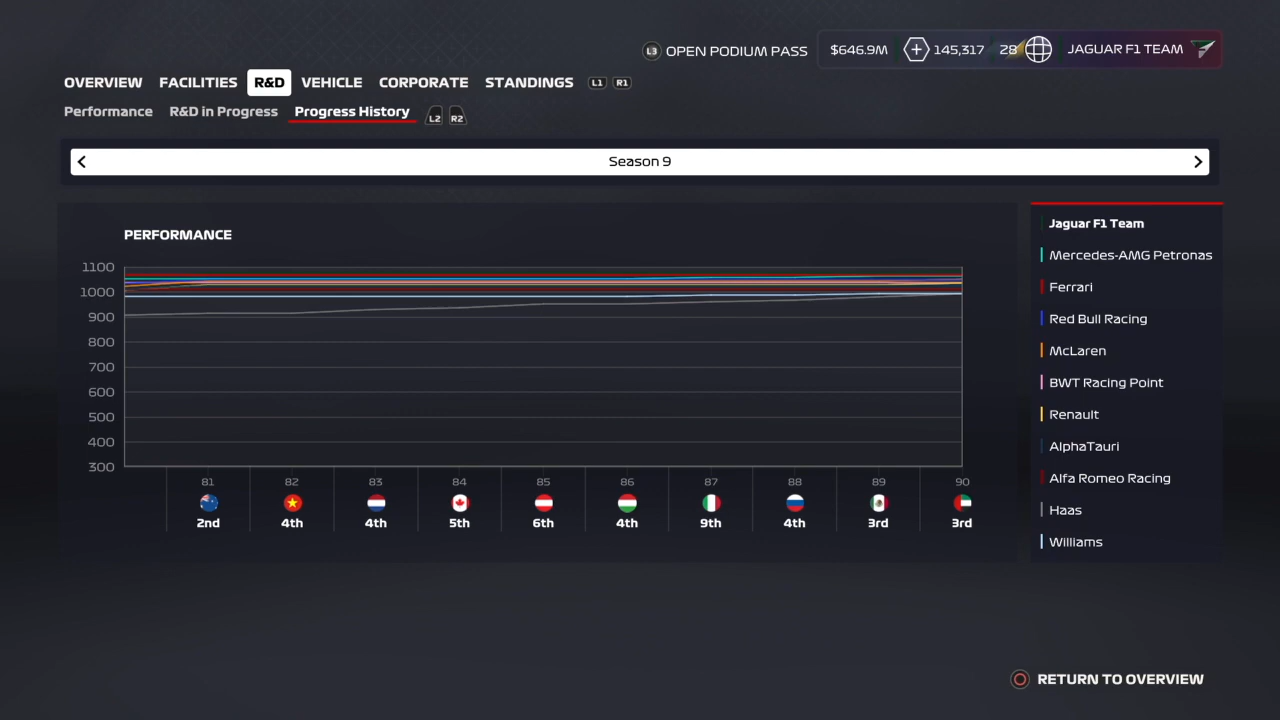 L3 OPEN PODIUM PASS $646.9M 145,317 28 JAGUAR F1 TEAM
OVERVIEW FACILITIES R&D VEHICLE CORPORATE STANDINGS L1 R1
Performance R&D in Progress Progress History L2 R2
Season 9
PERFORMANCE
1100
1000
900
800
700
600
500
400
300
81 82 83 84 85 86 87 88 89 90
2nd 4th 4th 5th 6th 4th 9th 4th 3rd 3rd
Jaguar F1 Team
Mercedes-AMG Petronas
Ferrari
Red Bull Racing
McLaren
BWT Racing Point
Renault
AlphaTauri
Alfa Romeo Racing
Haas
Williams
RETURN TO OVERVIEW